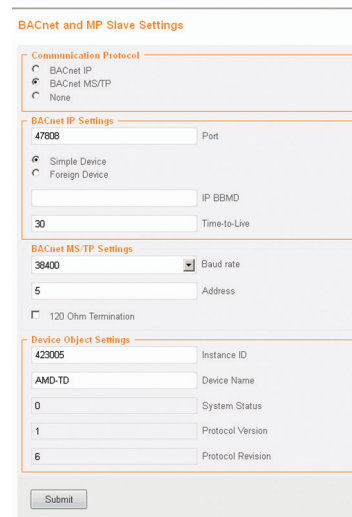 BACnet and MP Slave Settings
Communication Protocol
BACnet IP
BACnet MS/TP
None
BACnet IP Settings
47808 Port
Simple Device
Foreign Device
IP BBMD
30 Time-to-Live
BACnet MS/TP Settings
38400 Baud rate
5 Address
120 Ohm Termination
Device Object Settings
423005 Instance ID
AMD-TD Device Name
0 System Status
1 Protocol Version
6 Protocol Revision
Submit